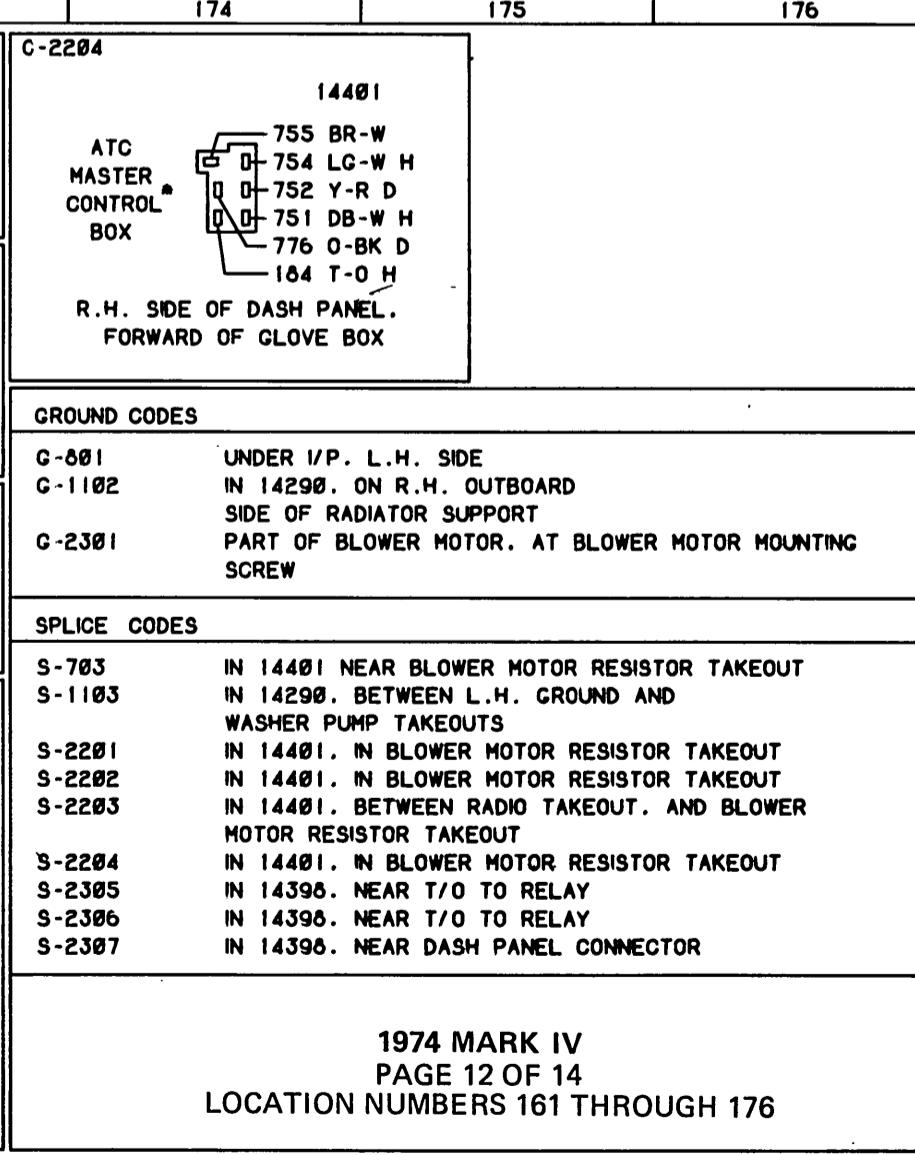 174 175 176
C-2204
14401
ATC
MASTER
CONTROL*
BOX
755 BR-W
754 LG-W H
752 Y-R D
751 DB-W H
776 O-BK D
184 T-O H
R.H. SIDE OF DASH PANEL.
FORWARD OF GLOVE BOX
GROUND CODES
G-801 UNDER I/P. L.H. SIDE
G-1102 IN 14290. ON R.H. OUTBOARD
SIDE OF RADIATOR SUPPORT
G-2301 PART OF BLOWER MOTOR. AT BLOWER MOTOR MOUNTING
SCREW
SPLICE CODES
S-703 IN 14401 NEAR BLOWER MOTOR RESISTOR TAKEOUT
S-1103 IN 14290. BETWEEN L.H. GROUND AND
WASHER PUMP TAKEOUTS
S-2201 IN 14401. IN BLOWER MOTOR RESISTOR TAKEOUT
S-2202 IN 14401. IN BLOWER MOTOR RESISTOR TAKEOUT
S-2203 IN 14401. BETWEEN RADIO TAKEOUT. AND BLOWER
MOTOR RESISTOR TAKEOUT
S-2204 IN 14401. IN BLOWER MOTOR RESISTOR TAKEOUT
S-2305 IN 14398. NEAR T/O TO RELAY
S-2306 IN 14398. NEAR T/O TO RELAY
S-2307 IN 14398. NEAR DASH PANEL CONNECTOR
1974 MARK IV
PAGE 12 OF 14
LOCATION NUMBERS 161 THROUGH 176